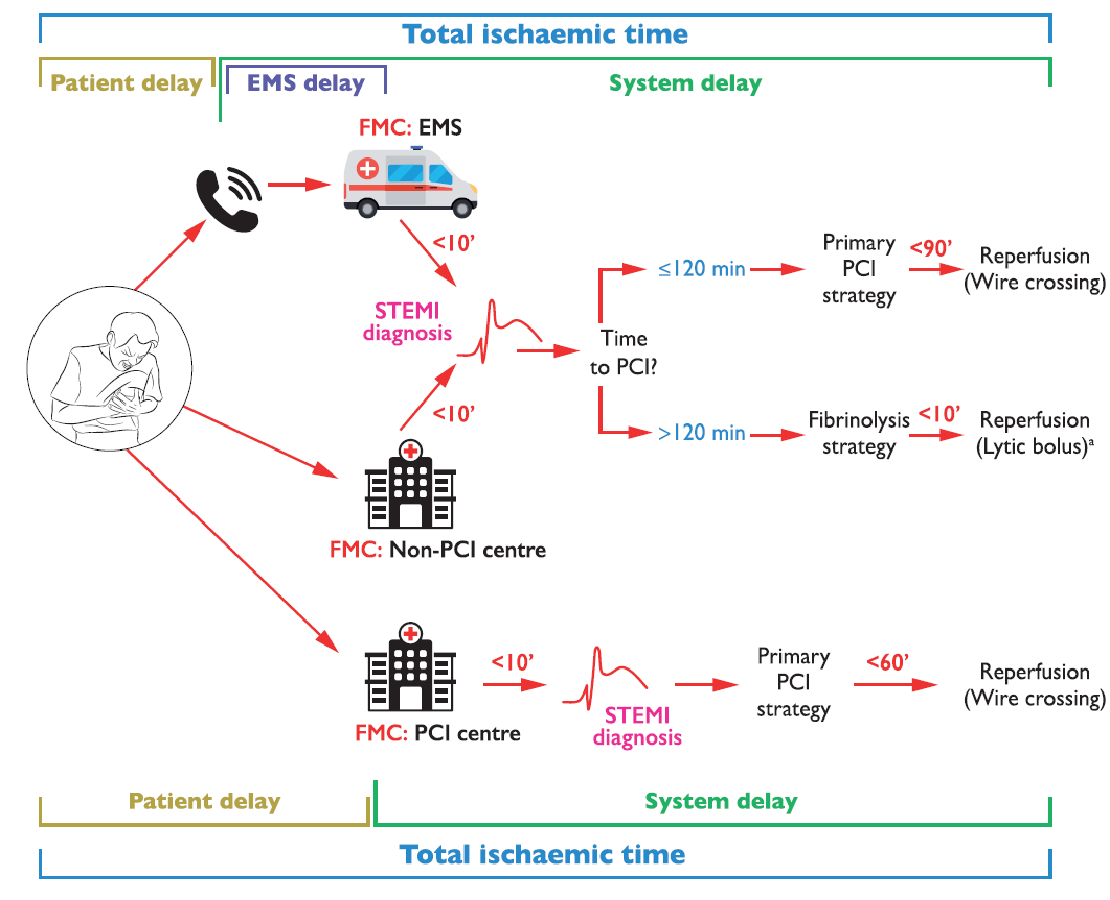 Total ischaemic time
Patient delay
EMS delay
System delay
FMC: EMS
<10’
STEMI
diagnosis
<10’
FMC: Non-PCI centre
Time
to PCI?
≤120 min
Primary
PCI
strategy
<90’
Reperfusion
(Wire crossing)
>120 min
Fibrinolysis
strategy
<10’
Reperfusion
(Lytic bolus)ᵃ
FMC: PCI centre
<10’
STEMI
diagnosis
Primary
PCI
strategy
<60’
Reperfusion
(Wire crossing)
Patient delay
System delay
Total ischaemic time